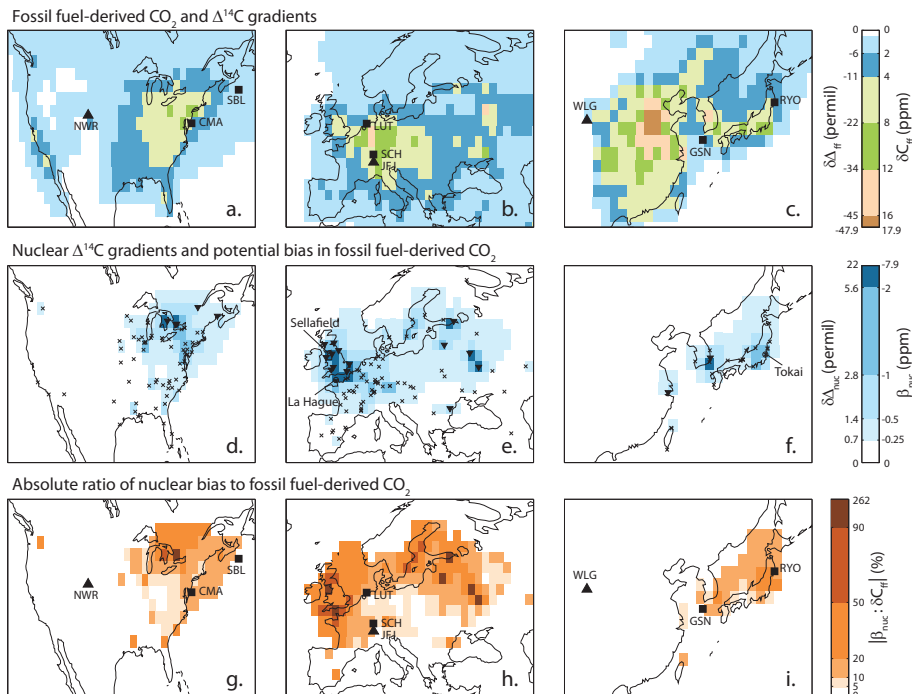 Fossil fuel-derived CO₂ and Δ¹⁴C gradients
NWR
SBL
CMA
a.
LUT
SCH
JFJ
b.
WLG
GSN
RYO
c.
0 0
-2 1
-6 2
-11 4
-22 8
-34 12
-45 16
-47.9 17.9
δΔff (permil)
δCff (ppm)
Nuclear Δ¹⁴C gradients and potential bias in fossil fuel-derived CO₂
d.
Sellafield
La Hague
e.
Tokai
f.
22 -7.9
5.6 -2
2.8 -1
1.4 -0.5
0.7 -0.25
0 0
δΔnuc (permil)
βnuc (ppm)
Absolute ratio of nuclear bias to fossil fuel-derived CO₂
NWR
SBL
CMA
g.
LUT
SCH
JFJ
h.
WLG
GSN
RYO
i.
262
90
50
20
10
5
|βnuc : δCff| (%)